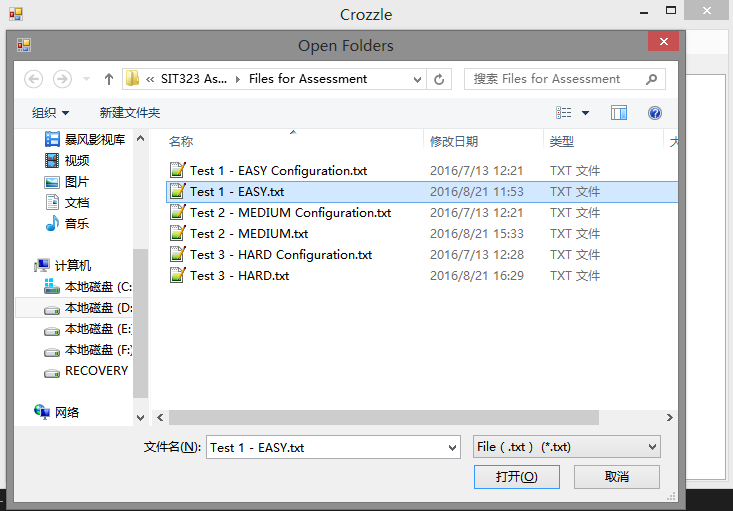 Crozzle
Open Folders
« SIT323 As... Files for Assessment
搜索 Files for Assessment
组织
新建文件夹
名称 修改日期 类型 大
暴风影视库
视频
图片
文档
音乐
计算机
本地磁盘 (C:
本地磁盘 (D:
本地磁盘 (E:
本地磁盘 (F:
RECOVERY
网络
Test 1 - EASY Configuration.txt 2016/7/13 12:21 TXT 文件
Test 1 - EASY.txt 2016/8/21 11:53 TXT 文件
Test 2 - MEDIUM Configuration.txt 2016/7/13 12:21 TXT 文件
Test 2 - MEDIUM.txt 2016/8/21 15:33 TXT 文件
Test 3 - HARD Configuration.txt 2016/7/13 12:28 TXT 文件
Test 3 - HARD.txt 2016/8/21 16:29 TXT 文件
文件名(N): Test 1 - EASY.txt
File ( .txt ) (*.txt)
打开(O) 取消